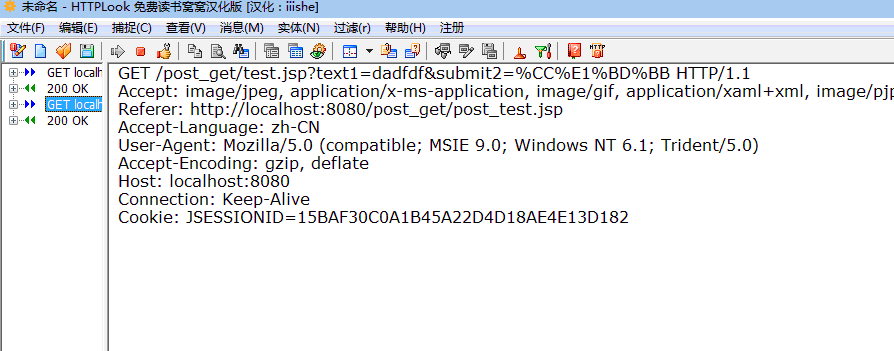 未命名 - HTTPLook 免费读书窝窝汉化版 [汉化：iiishe]
文件(F) 编辑(E) 捕捉(C) 查看(V) 消息(M) 实体(N) 过滤(r) 帮助(H) 注册
GET localh
200 OK
GET localh
200 OK
GET /post_get/test.jsp?text1=dadfdf&submit2=%CC%E1%BD%BB HTTP/1.1
Accept: image/jpeg, application/x-ms-application, image/gif, application/xaml+xml, image/pjp
Referer: http://localhost:8080/post_get/post_test.jsp
Accept-Language: zh-CN
User-Agent: Mozilla/5.0 (compatible; MSIE 9.0; Windows NT 6.1; Trident/5.0)
Accept-Encoding: gzip, deflate
Host: localhost:8080
Connection: Keep-Alive
Cookie: JSESSIONID=15BAF30C0A1B45A22D4D18AE4E13D182